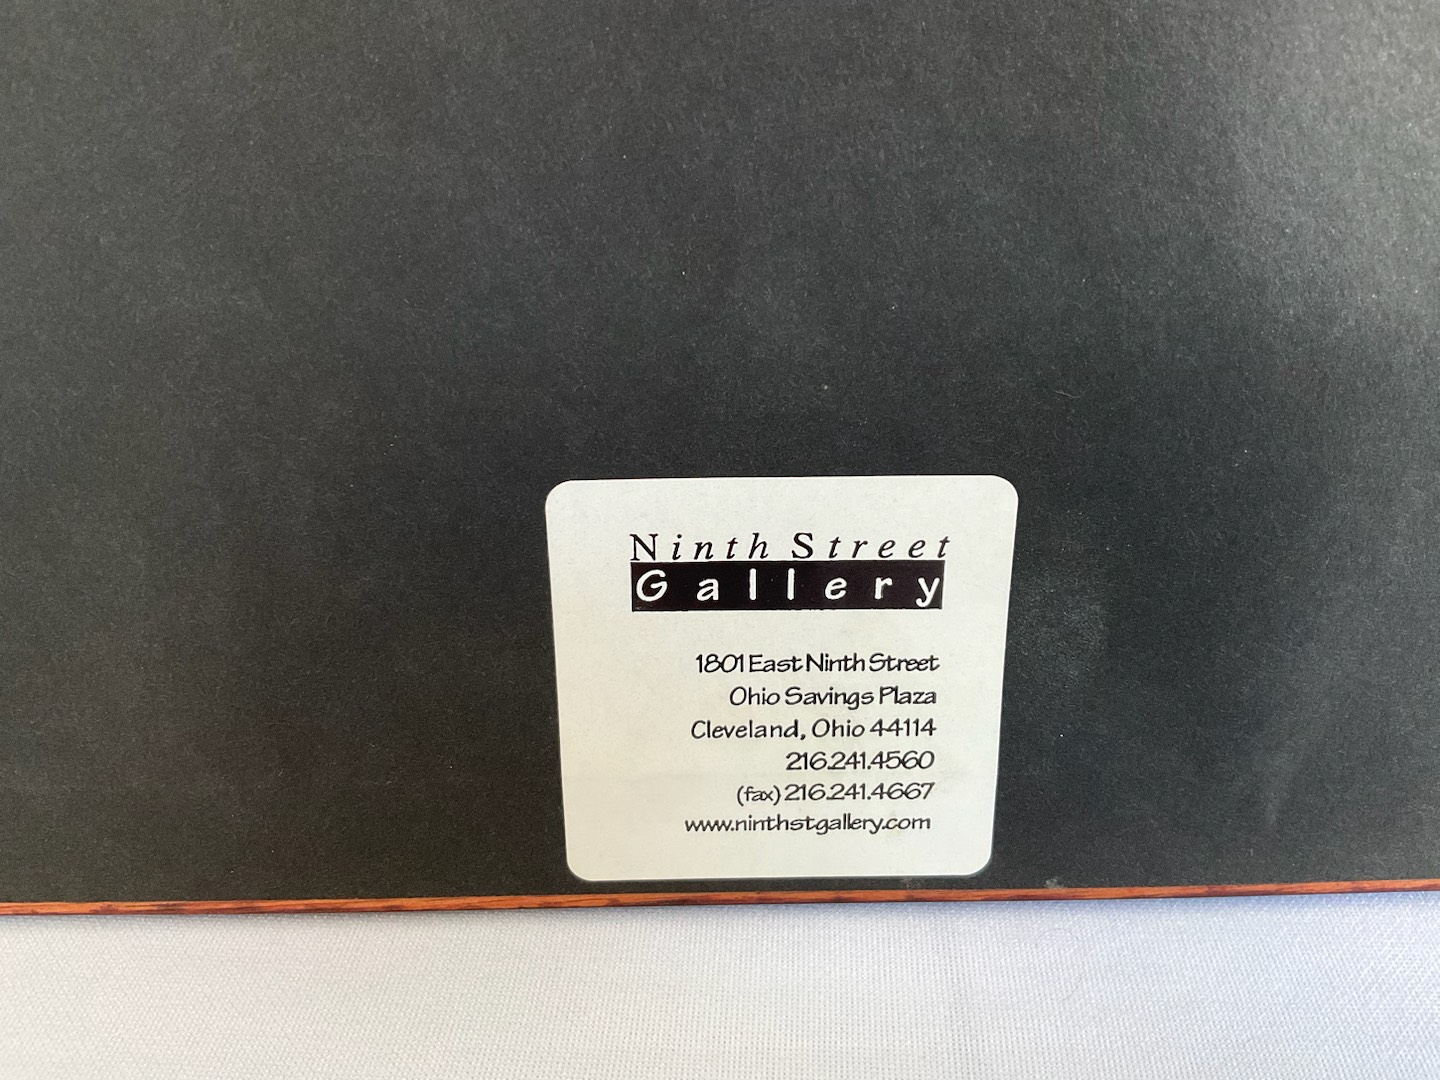 Ninth Street
Gallery
1801 East Ninth Street
Ohio Savings Plaza
Cleveland, Ohio 44114
216.241.4560
(fax) 216.241.4667
www.ninthstgallery.com